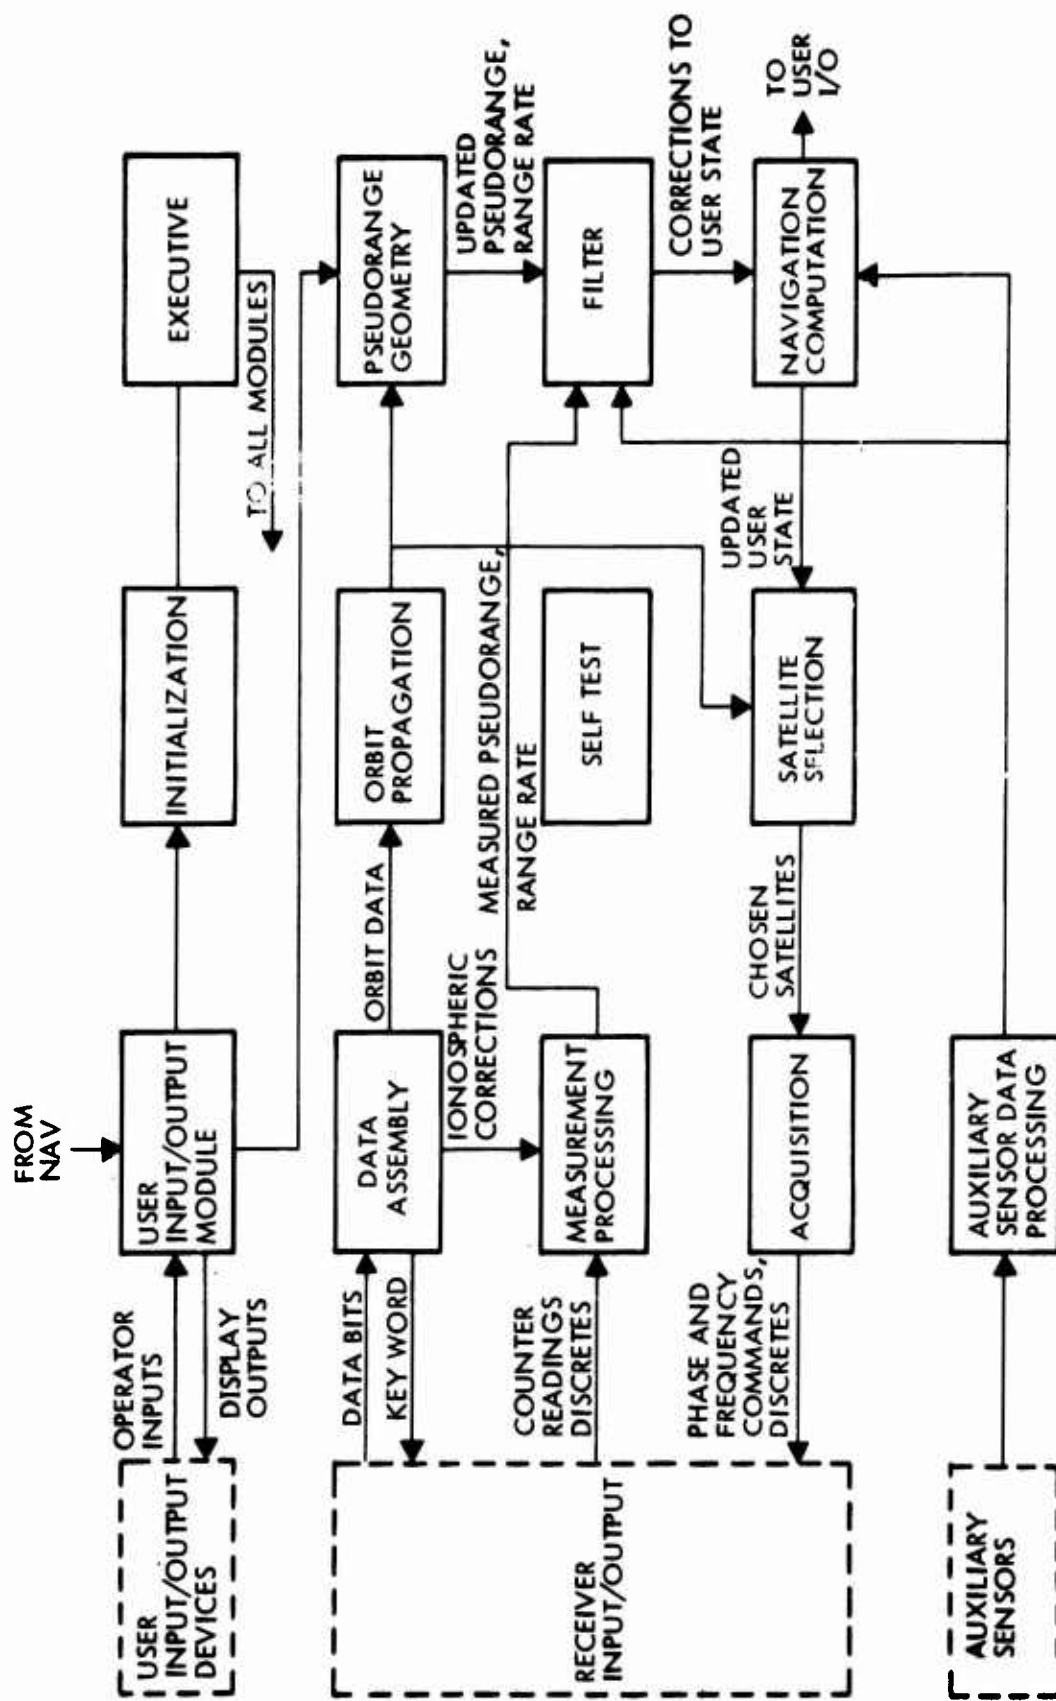 FROM
NAV
USER
INPUT/OUTPUT
DEVICES
OPERATOR
INPUTS
DISPLAY
OUTPUTS
USER
INPUT/OUTPUT
MODULE
INITIALIZATION
EXECUTIVE
TO ALL MODULES
RECEIVER
INPUT/OUTPUT
DATA BITS
KEY WORD
DATA
ASSEMBLY
ORBIT DATA
ORBIT
PROPAGATION
PSEUDORANGE
GEOMETRY
IONOSPHERIC
CORRECTIONS
UPDATED
PSEUDORANGE,
RANGE RATE
COUNTER
READINGS
DISCRETES
MEASUREMENT
PROCESSING
MEASURED PSEUDORANGE,
RANGE RATE
SELF TEST
FILTER
CORRECTIONS TO
USER STATE
PHASE AND
FREQUENCY
COMMANDS,
DISCRETES
ACQUISITION
CHOSEN
SATELLITES
SATELLITE
SELECTION
UPDATED
USER
STATE
NAVIGATION
COMPUTATION
TO
USER
I/O
AUXILIARY
SENSORS
AUXILIARY
SENSOR DATA
PROCESSING